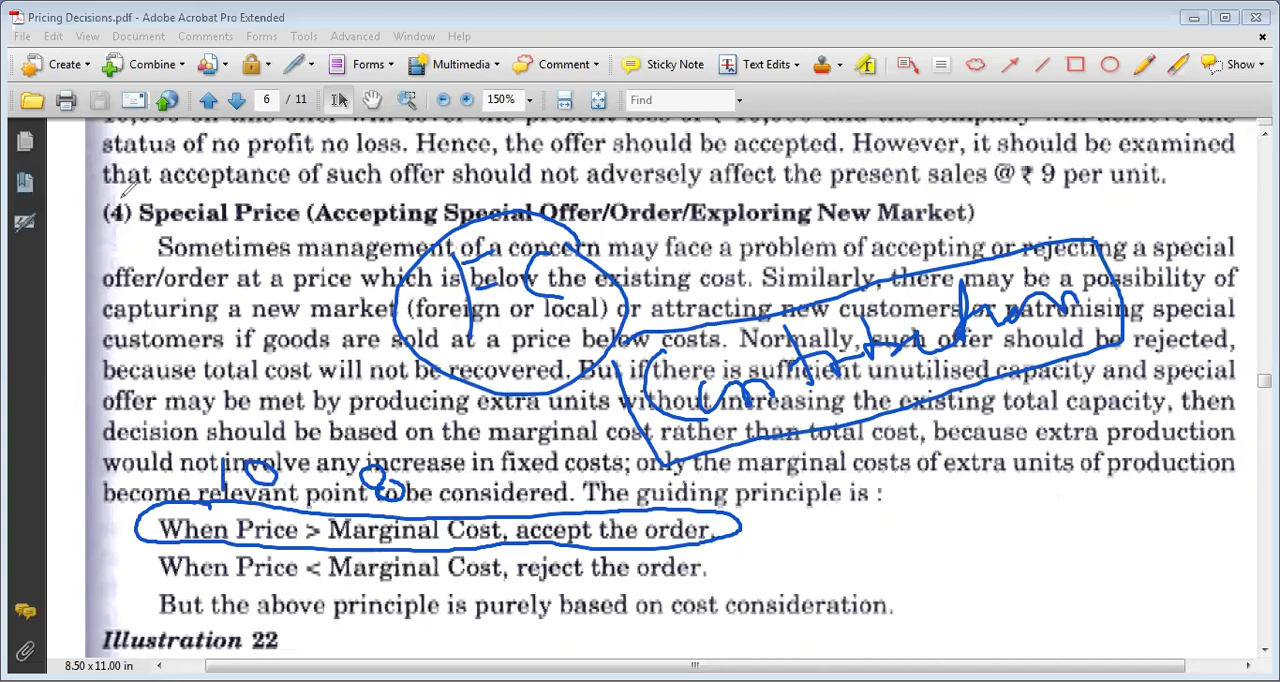 Pricing Decisions.pdf - Adobe Acrobat Pro Extended
File Edit View Document Comments Forms Tools Advanced Window Help
Create Combine Forms Multimedia Comment Sticky Note Text Edits Show
6 / 11 150% Find
status of no profit no loss. Hence, the offer should be accepted. However, it should be examined
that acceptance of such offer should not adversely affect the present sales @ ₹ 9 per unit.
(4) Special Price (Accepting Special Offer/Order/Exploring New Market)
Sometimes management of a concern may face a problem of accepting or rejecting a special
offer/order at a price which is below the existing cost. Similarly, there may be a possibility of
capturing a new market (foreign or local) or attracting new customers or patronising special
customers if goods are sold at a price below costs. Normally, such offer should be rejected,
because total cost will not be recovered. But if there is sufficient unutilised capacity and special
offer may be met by producing extra units without increasing the existing total capacity, then
decision should be based on the marginal cost rather than total cost, because extra production
would not involve any increase in fixed costs; only the marginal costs of extra units of production
become relevant point to be considered. The guiding principle is :
When Price > Marginal Cost, accept the order.
When Price < Marginal Cost, reject the order.
But the above principle is purely based on cost consideration.
Illustration 22
FC
Contribution
10 8
8.50 x 11.00 in